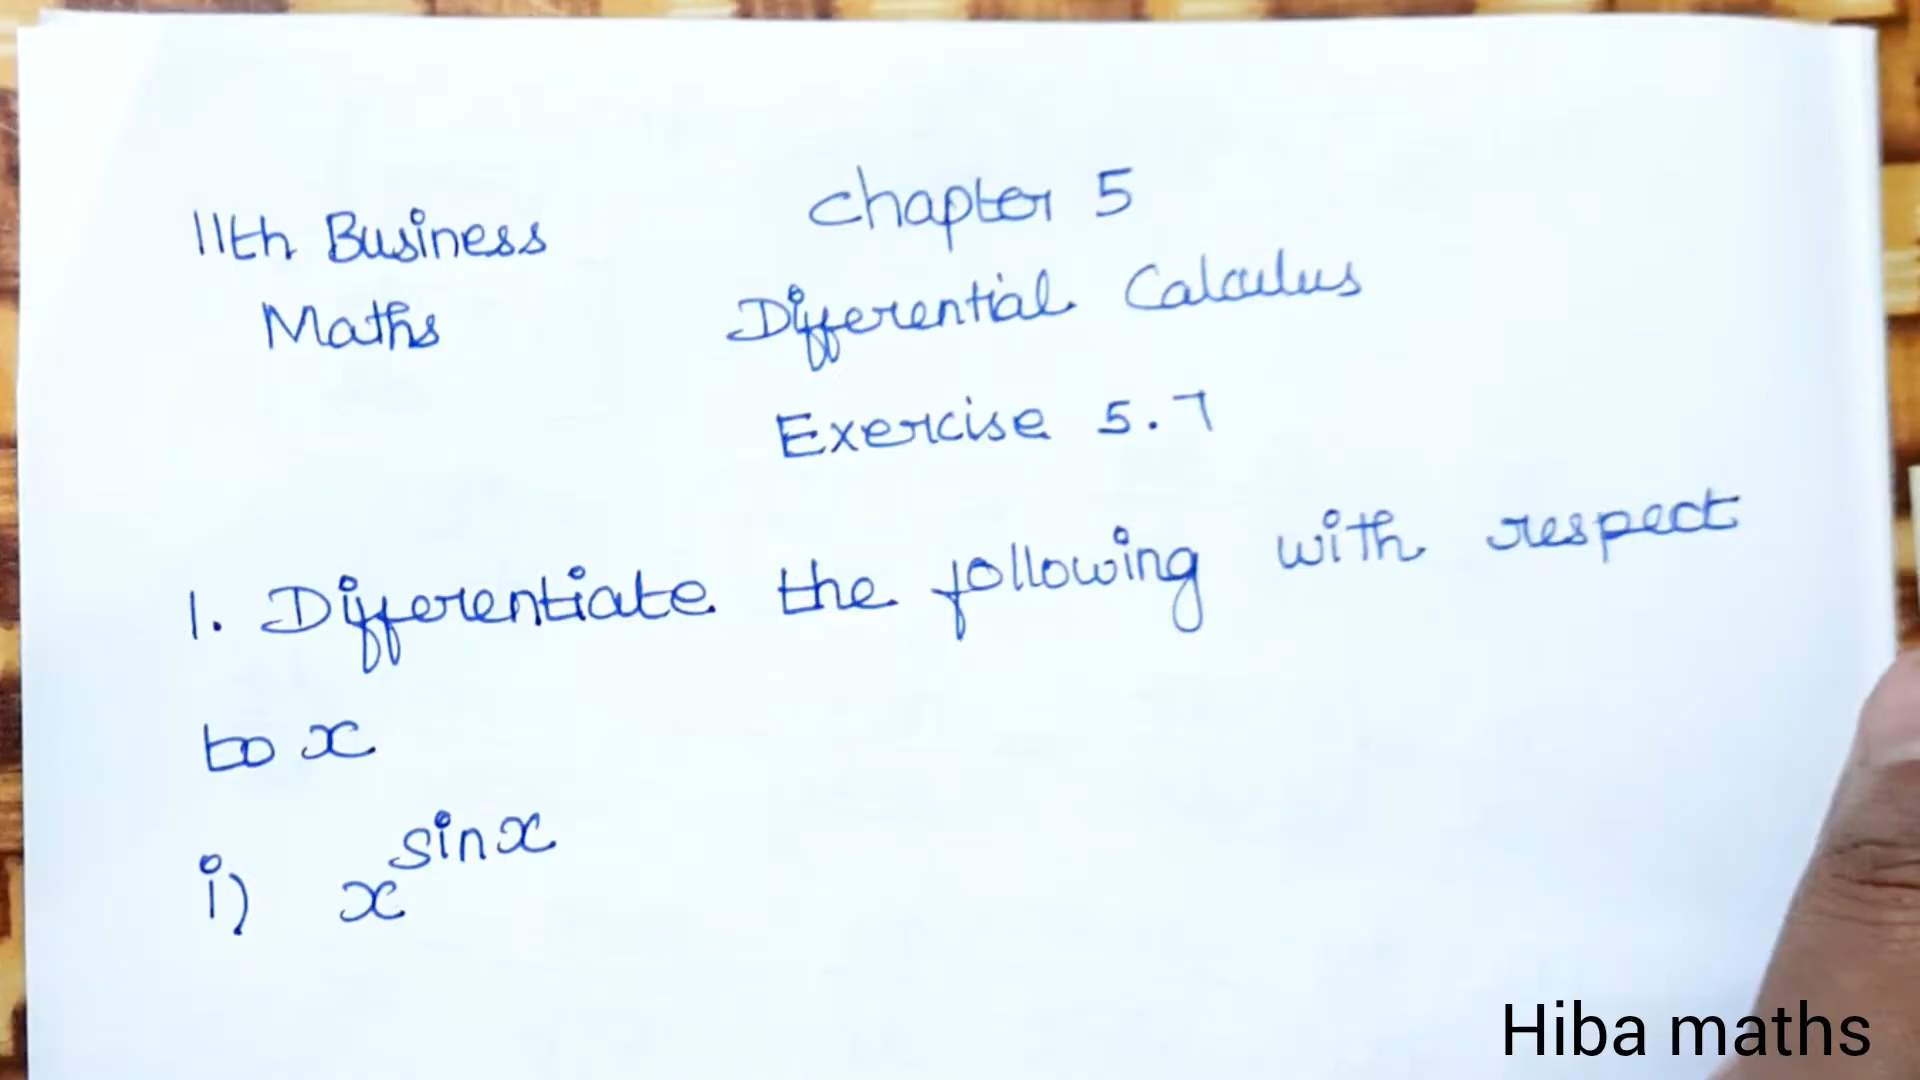 11th Business
Maths
Chapter 5
Differential Calculus
Exercise 5.7
1. Differentiate the following with respect
to x
i) x^sinx
Hiba maths